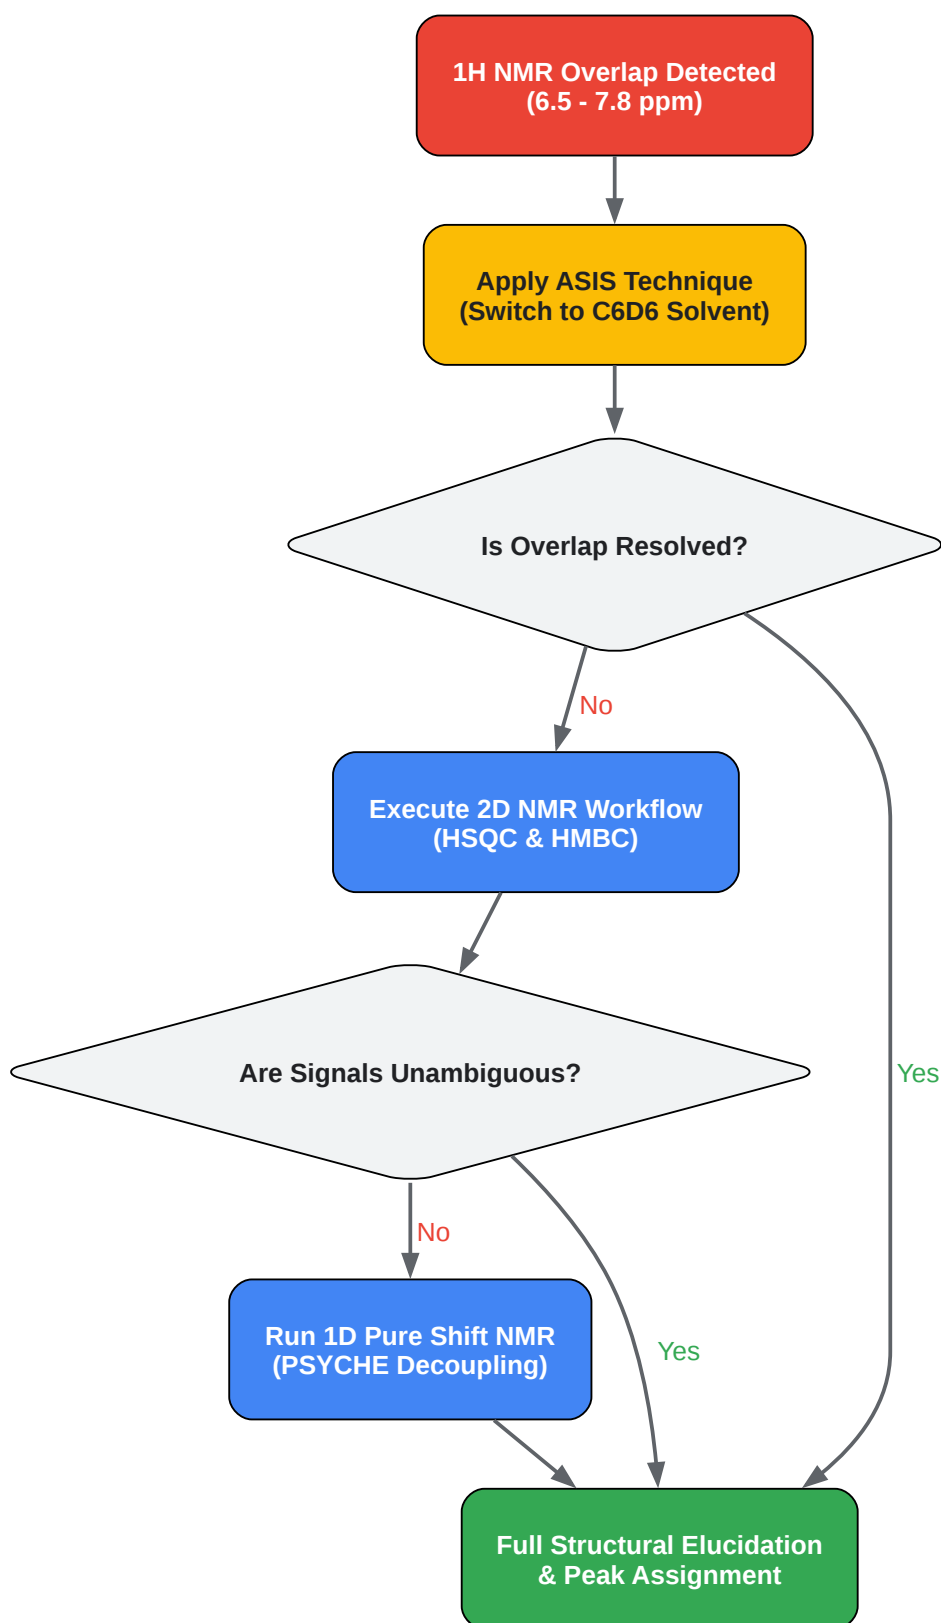 1H NMR Overlap Detected
(6.5 - 7.8 ppm)
Apply ASIS Technique
(Switch to C6D6 Solvent)
Is Overlap Resolved?
No
Execute 2D NMR Workflow
(HSQC & HMBC)
Are Signals Unambiguous?
Yes
No
Run 1D Pure Shift NMR
(PSYCHE Decoupling)
Yes
Full Structural Elucidation
& Peak Assignment